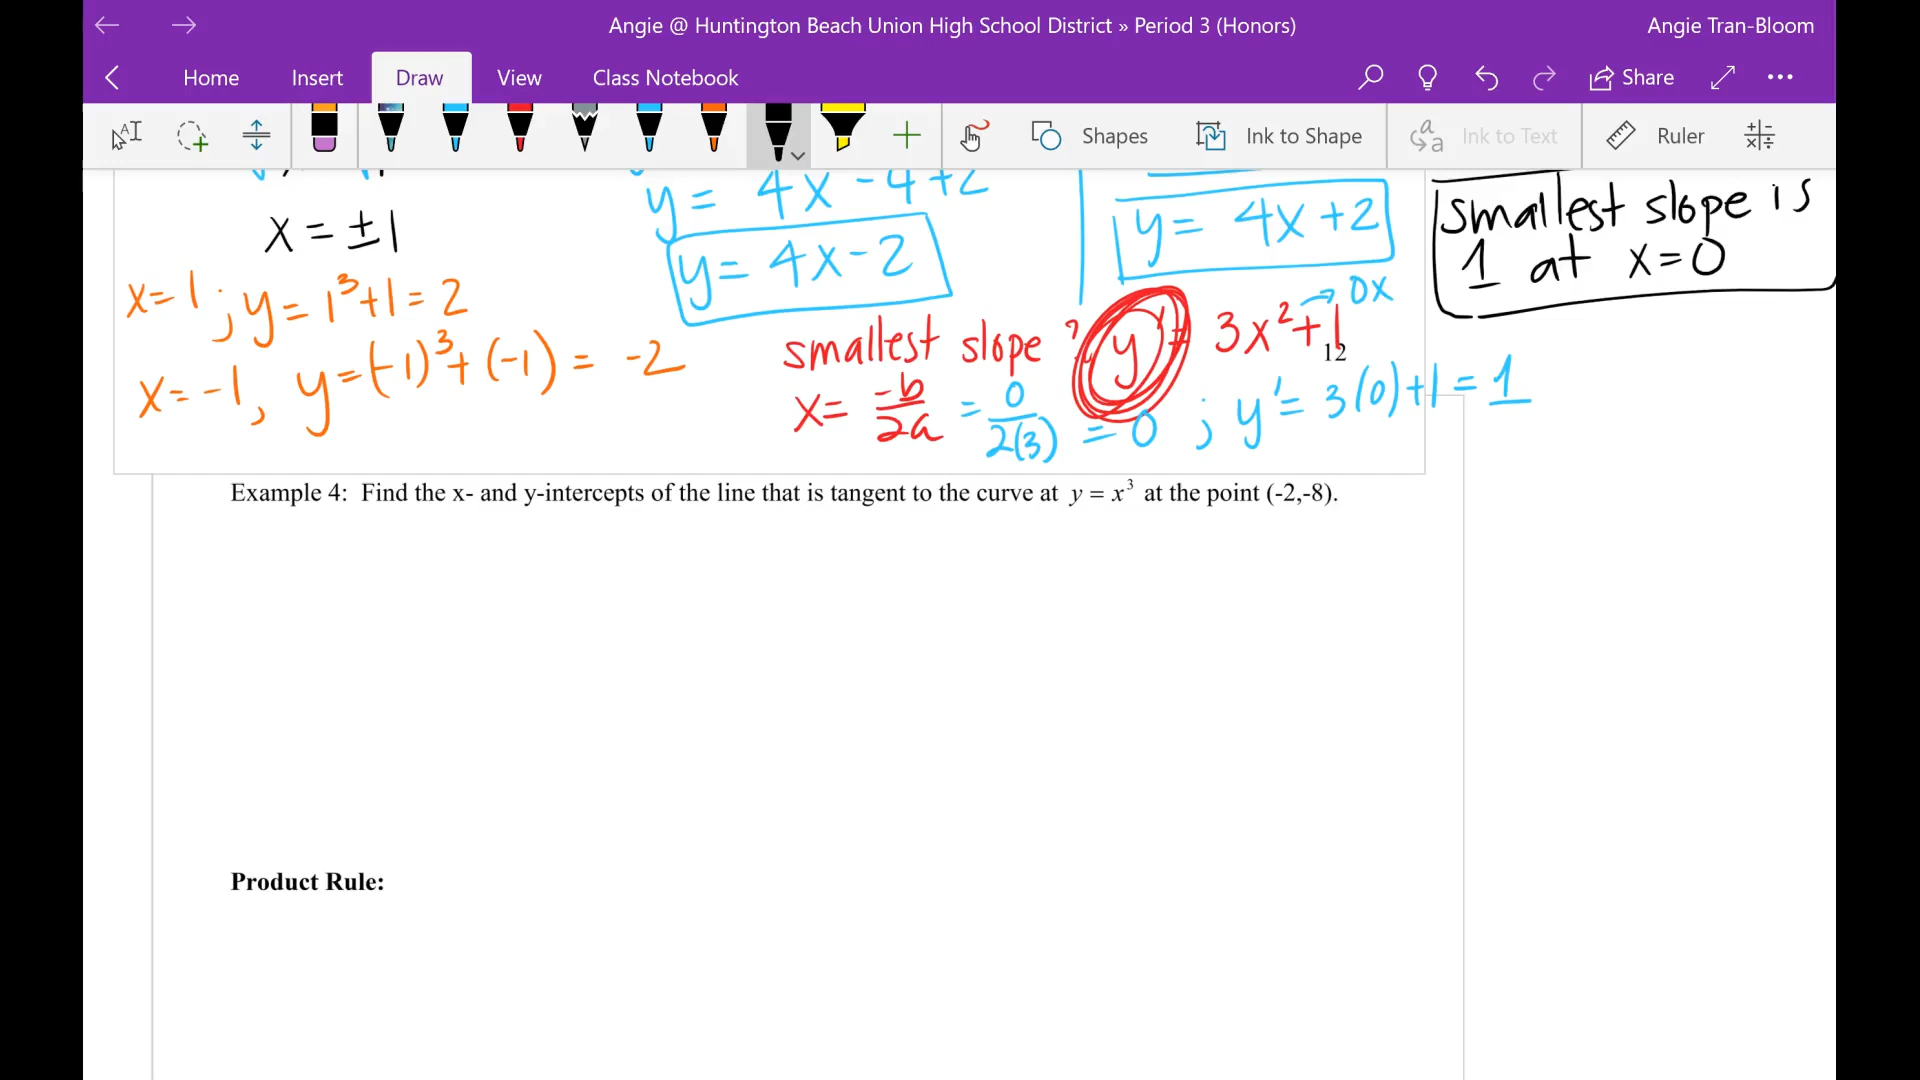 Angie @ Huntington Beach Union High School District » Period 3 (Honors)
Angie Tran-Bloom
Home Insert Draw View Class Notebook
Share
Shapes Ink to Shape Ink to Text Ruler
y = 4x - 4 + 2
x = ±1
y = 4x - 2
y = 4x + 2
smallest slope is
1 at x = 0
x = 1 ; y = 1³ + 1 = 2
x = -1, y = (-1)³ + (-1) = -2
smallest slope ? y' = 3x² + 1 → 0x
12
x = -b/2a = 0/2(3) = 0 ; y' = 3(0) + 1 = 1
Example 4: Find the x- and y-intercepts of the line that is tangent to the curve at y = x³ at the point (-2,-8).
Product Rule: